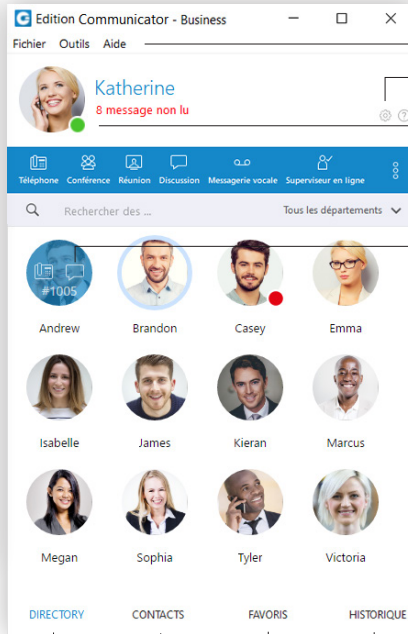 Edition Communicator - Business
Fichier Outils Aide
Katherine
8 message non lu
Téléphone Conférence Réunion Discussion Messagerie vocale Superviseur en ligne
Rechercher des ... Tous les départements
#1005
Andrew Brandon Casey Emma
Isabelle James Kieran Marcus
Megan Sophia Tyler Victoria
DIRECTORY CONTACTS FAVORIS HISTORIQUE